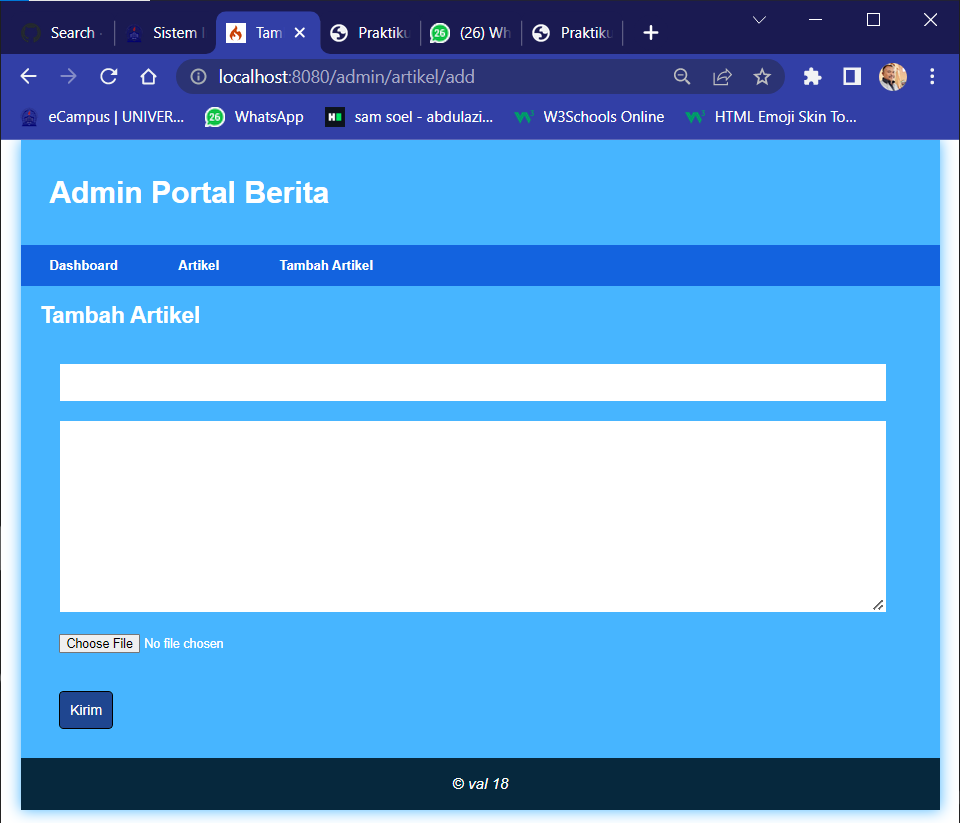 Search
Sistem
Tam
Praktiku
26
(26) Wh
Praktiku
localhost:8080/admin/artikel/add
eCampus | UNIVER...
26
WhatsApp
sam soel - abdulazi...
W3Schools Online
HTML Emoji Skin To...
Admin Portal Berita
Dashboard Artikel Tambah Artikel
Tambah Artikel
Choose File No file chosen
Kirim
© val 18